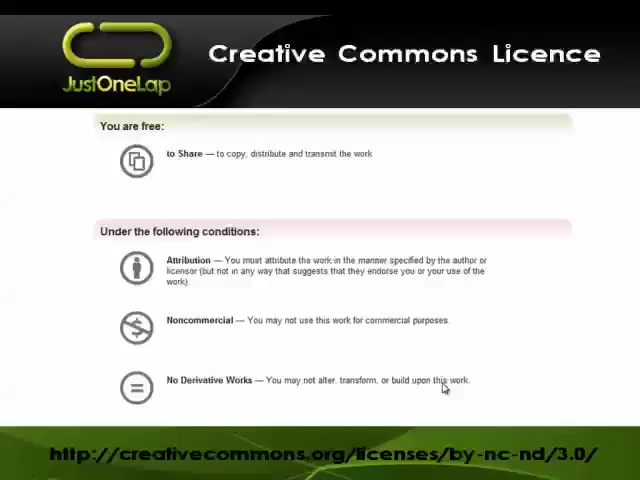 JustOneLap
Creative Commons Licence
You are free:
to Share — to copy, distribute and transmit the work
Under the following conditions:
Attribution — You must attribute the work in the manner specified by the author or
licensor (but not in any way that suggests that they endorse you or your use of the
work).
$
Noncommercial — You may not use this work for commercial purposes.
=
No Derivative Works — You may not alter, transform, or build upon this work.
http://creativecommons.org/licenses/by-nc-nd/3.0/